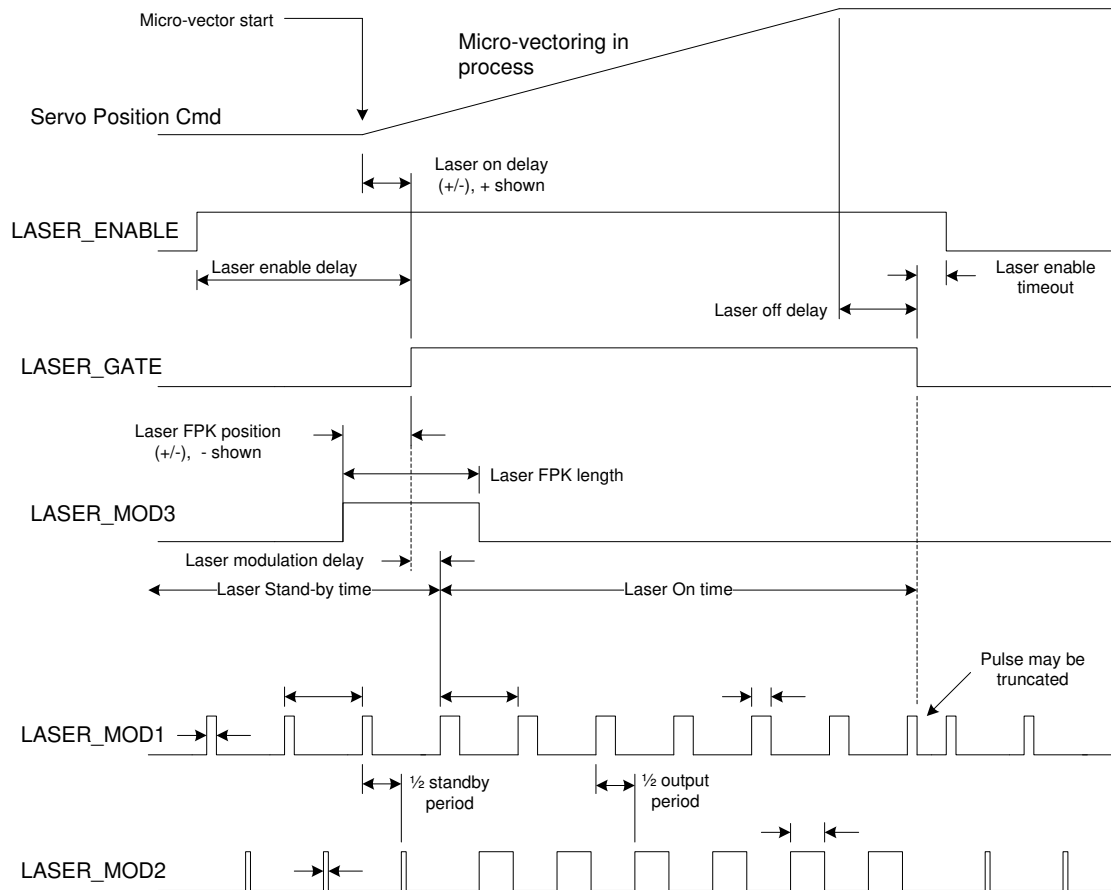 Micro-vector start
Micro-vectoring in
process
Servo Position Cmd
Laser on delay
(+/-), + shown
LASER_ENABLE
Laser enable delay
Laser enable
timeout
Laser off delay
LASER_GATE
Laser FPK position
(+/-), - shown
Laser FPK length
LASER_MOD3
Laser modulation delay
Laser Stand-by time
Laser On time
Pulse may be
truncated
LASER_MOD1
½ standby
period
½ output
period
LASER_MOD2